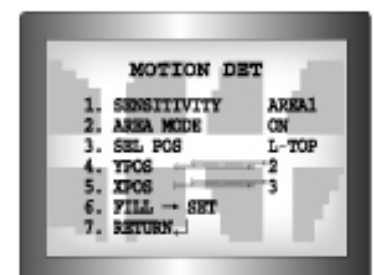 MOTION DET
1. SENSITIVITY AREA1
2. AREA MODE ON
3. SEL POS L-TOP
4. YPOS 2
5. XPOS 3
6. FILL → SET
7. RETURN↲